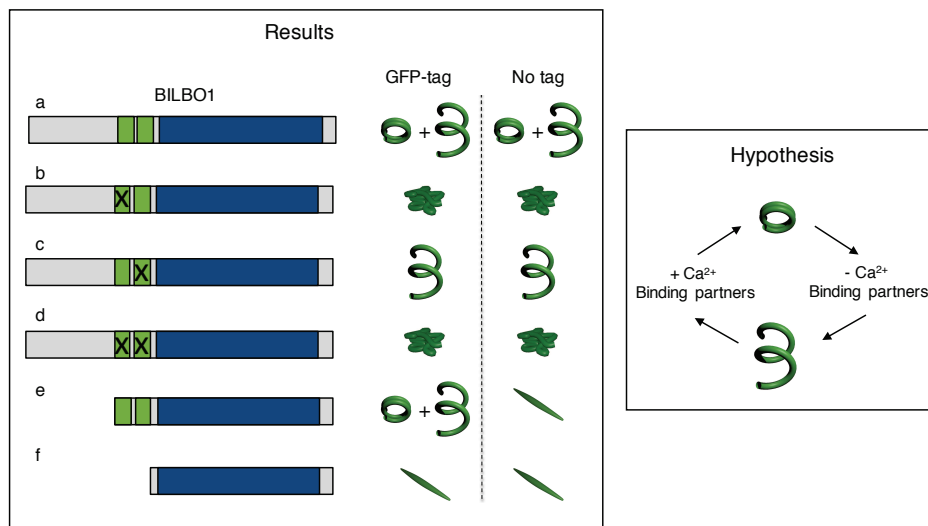 Results
GFP-tag
No tag
BILBO1
a
+
+
b
X
c
X
d
X X
e
+
f
Hypothesis
+ Ca²⁺
Binding partners
- Ca²⁺
Binding partners